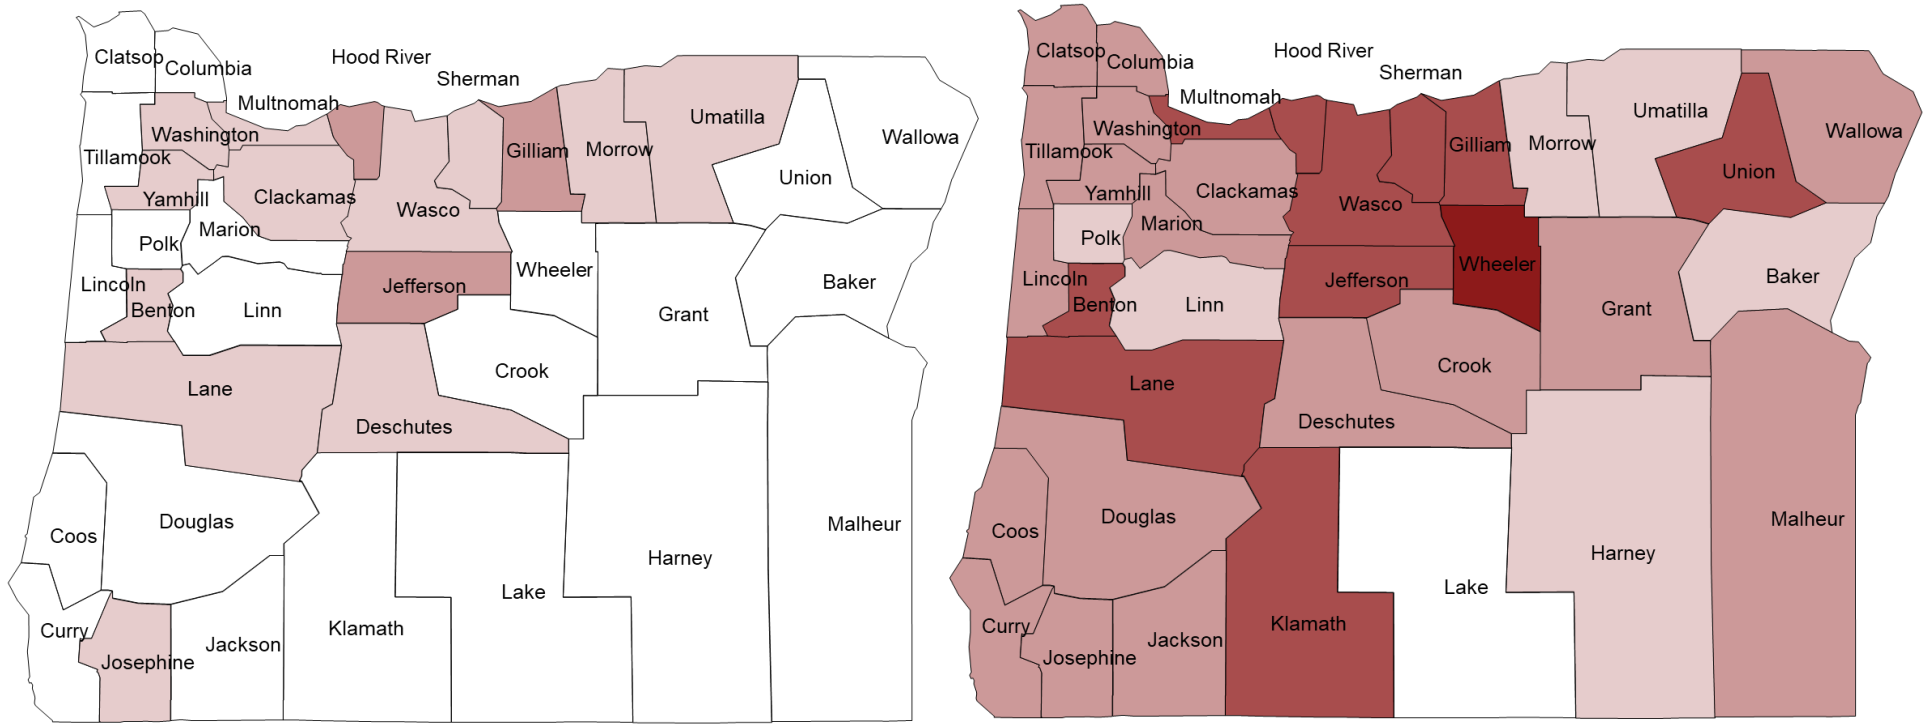 Clatsop
Columbia
Hood River
Sherman
Multnomah
Washington
Tillamook
Yamhill
Clackamas
Gilliam
Morrow
Umatilla
Wallowa
Union
Wasco
Polk
Marion
Lincoln
Benton
Linn
Jefferson
Wheeler
Grant
Baker
Lane
Crook
Deschutes
Coos
Douglas
Curry
Josephine
Jackson
Klamath
Lake
Harney
Malheur
Clatsop
Columbia
Hood River
Sherman
Multnomah
Washington
Tillamook
Yamhill
Clackamas
Gilliam
Morrow
Umatilla
Wallowa
Union
Wasco
Polk
Marion
Lincoln
Benton
Linn
Jefferson
Wheeler
Grant
Baker
Lane
Crook
Deschutes
Coos
Douglas
Curry
Josephine
Jackson
Klamath
Lake
Harney
Malheur